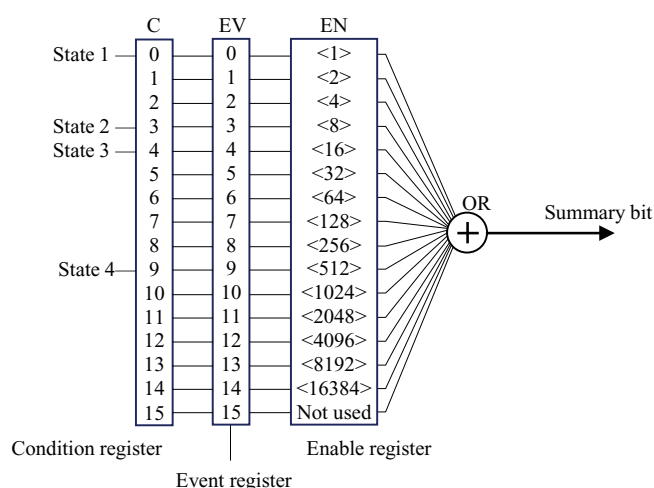 C EV EN
State 1 0 0 <1>
1 1 <2>
2 2 <4>
State 2 3 3 <8>
State 3 4 4 <16>
5 5 <32>
6 6 <64>
OR
7 7 <128>
Summary bit
8 8 <256>
State 4 9 9 <512>
10 10 <1024>
11 11 <2048>
12 12 <4096>
13 13 <8192>
14 14 <16384>
15 15 Not used
Condition register Enable register
Event register